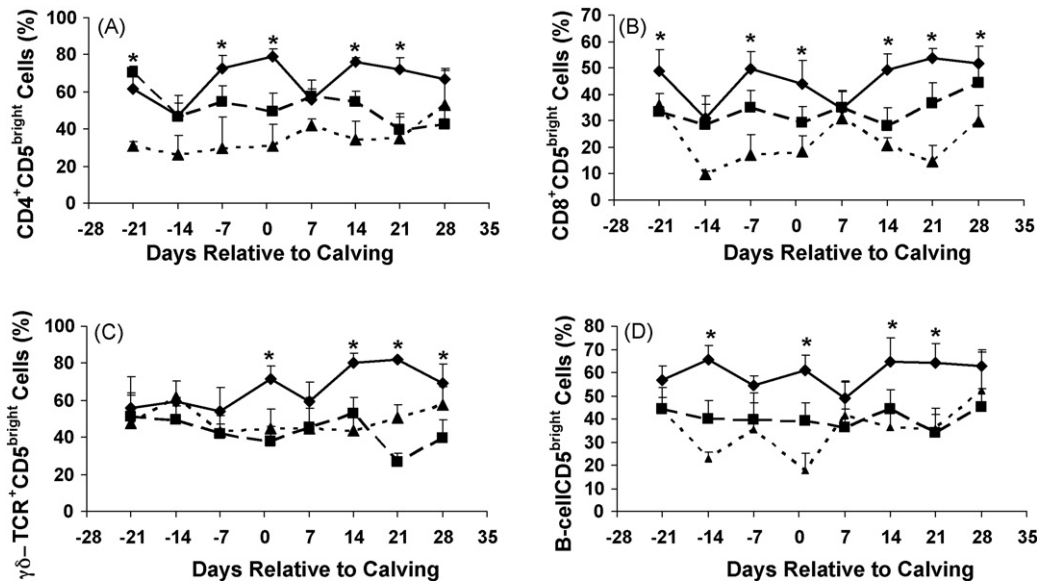 (A)
CD4⁺CD5ᵇʳⁱᵍʰᵗ Cells (%)
100
80
60
40
20
0
* * * * *
-28 -21 -14 -7 0 7 14 21 28 35
Days Relative to Calving
(B)
CD8⁺CD5ᵇʳⁱᵍʰᵗ Cells (%)
70
60
50
40
30
20
10
0
* * * * * *
-28 -21 -14 -7 0 7 14 21 28 35
Days Relative to Calving
(C)
γδ–TCR⁺CD5ᵇʳⁱᵍʰᵗ Cells (%)
100
80
60
40
20
0
* * * *
-28 -21 -14 -7 0 7 14 21 28 35
Days Relative to Calving
(D)
B-cellCD5ᵇʳⁱᵍʰᵗ Cells (%)
80
70
60
50
40
30
20
10
0
* * * *
-28 -21 -14 -7 0 7 14 21 28 35
Days Relative to Calving